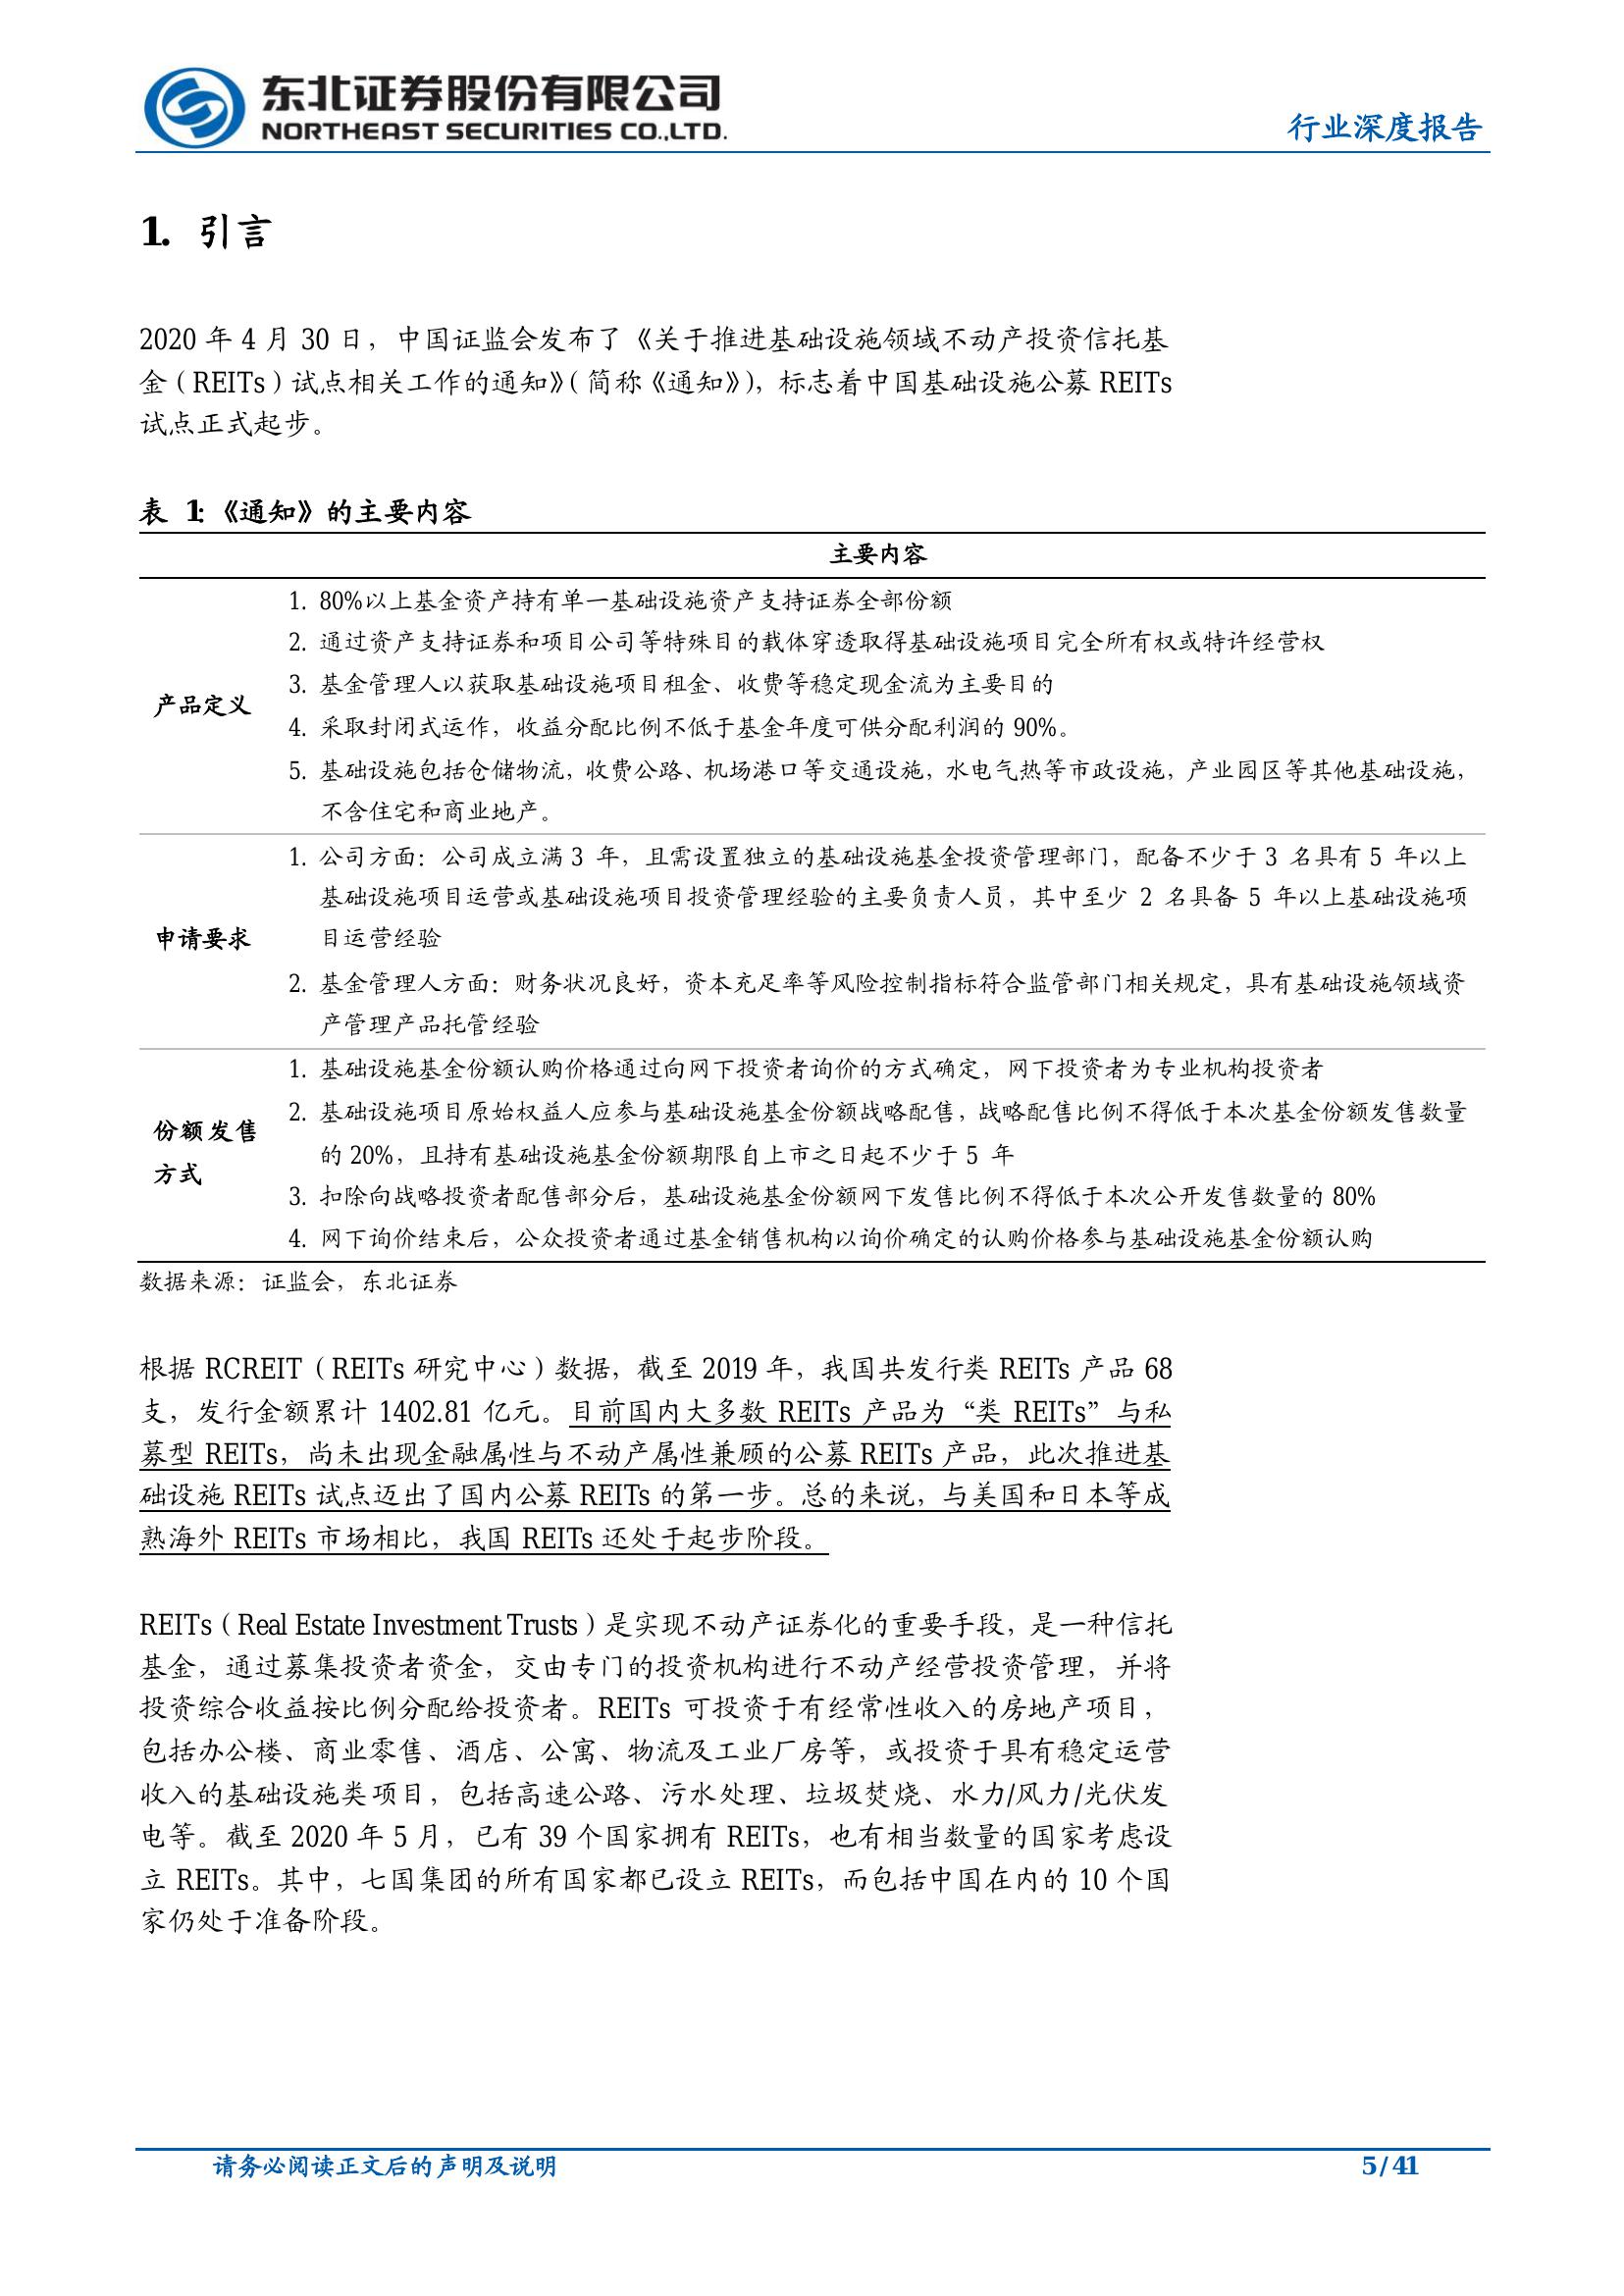 东北证券股份有限公司
NORTHEAST SECURITIES CO.,LTD.
行业深度报告
1. 引言
2020 年 4 月 30 日，中国证监会发布了《关于推进基础设施领域不动产投资信托基
金（REITs）试点相关工作的通知》（简称《通知》），标志着中国基础设施公募 REITs
试点正式起步。
表 1:《通知》的主要内容
主要内容
产品定义
1. 80%以上基金资产持有单一基础设施资产支持证券全部份额
2. 通过资产支持证券和项目公司等特殊目的载体穿透取得基础设施项目完全所有权或特许经营权
3. 基金管理人以获取基础设施项目租金、收费等稳定现金流为主要目的
4. 采取封闭式运作，收益分配比例不低于基金年度可供分配利润的 90%。
5. 基础设施包括仓储物流，收费公路、机场港口等交通设施，水电气热等市政设施，产业园区等其他基础设施，
不含住宅和商业地产。
申请要求
1. 公司方面：公司成立满 3 年，且需设置独立的基础设施基金投资管理部门，配备不少于 3 名具有 5 年以上
基础设施项目运营或基础设施项目投资管理经验的主要负责人员，其中至少 2 名具备 5 年以上基础设施项
目运营经验
2. 基金管理人方面：财务状况良好，资本充足率等风险控制指标符合监管部门相关规定，具有基础设施领域资
产管理产品托管经验
份额发售
方式
1. 基础设施基金份额认购价格通过向网下投资者询价的方式确定，网下投资者为专业机构投资者
2. 基础设施项目原始权益人应参与基础设施基金份额战略配售，战略配售比例不得低于本次基金份额发售数量
的 20%，且持有基础设施基金份额期限自上市之日起不少于 5 年
3. 扣除向战略投资者配售部分后，基础设施基金份额网下发售比例不得低于本次公开发售数量的 80%
4. 网下询价结束后，公众投资者通过基金销售机构以询价确定的认购价格参与基础设施基金份额认购
数据来源：证监会，东北证券
根据 RCREIT（REITs 研究中心）数据，截至 2019 年，我国共发行类 REITs 产品 68
支，发行金额累计 1402.81 亿元。目前国内大多数 REITs 产品为“类 REITs”与私
募型 REITs，尚未出现金融属性与不动产属性兼顾的公募 REITs 产品，此次推进基
础设施 REITs 试点迈出了国内公募 REITs 的第一步。总的来说，与美国和日本等成
熟海外 REITs 市场相比，我国 REITs 还处于起步阶段。
REITs（Real Estate Investment Trusts）是实现不动产证券化的重要手段，是一种信托
基金，通过募集投资者资金，交由专门的投资机构进行不动产经营投资管理，并将
投资综合收益按比例分配给投资者。REITs 可投资于有经常性收入的房地产项目，
包括办公楼、商业零售、酒店、公寓、物流及工业厂房等，或投资于具有稳定运营
收入的基础设施类项目，包括高速公路、污水处理、垃圾焚烧、水力/风力/光伏发
电等。截至 2020 年 5 月，已有 39 个国家拥有 REITs，也有相当数量的国家考虑设
立 REITs。其中，七国集团的所有国家都已设立 REITs，而包括中国在内的 10 个国
家仍处于准备阶段。
请务必阅读正文后的声明及说明
5 / 41